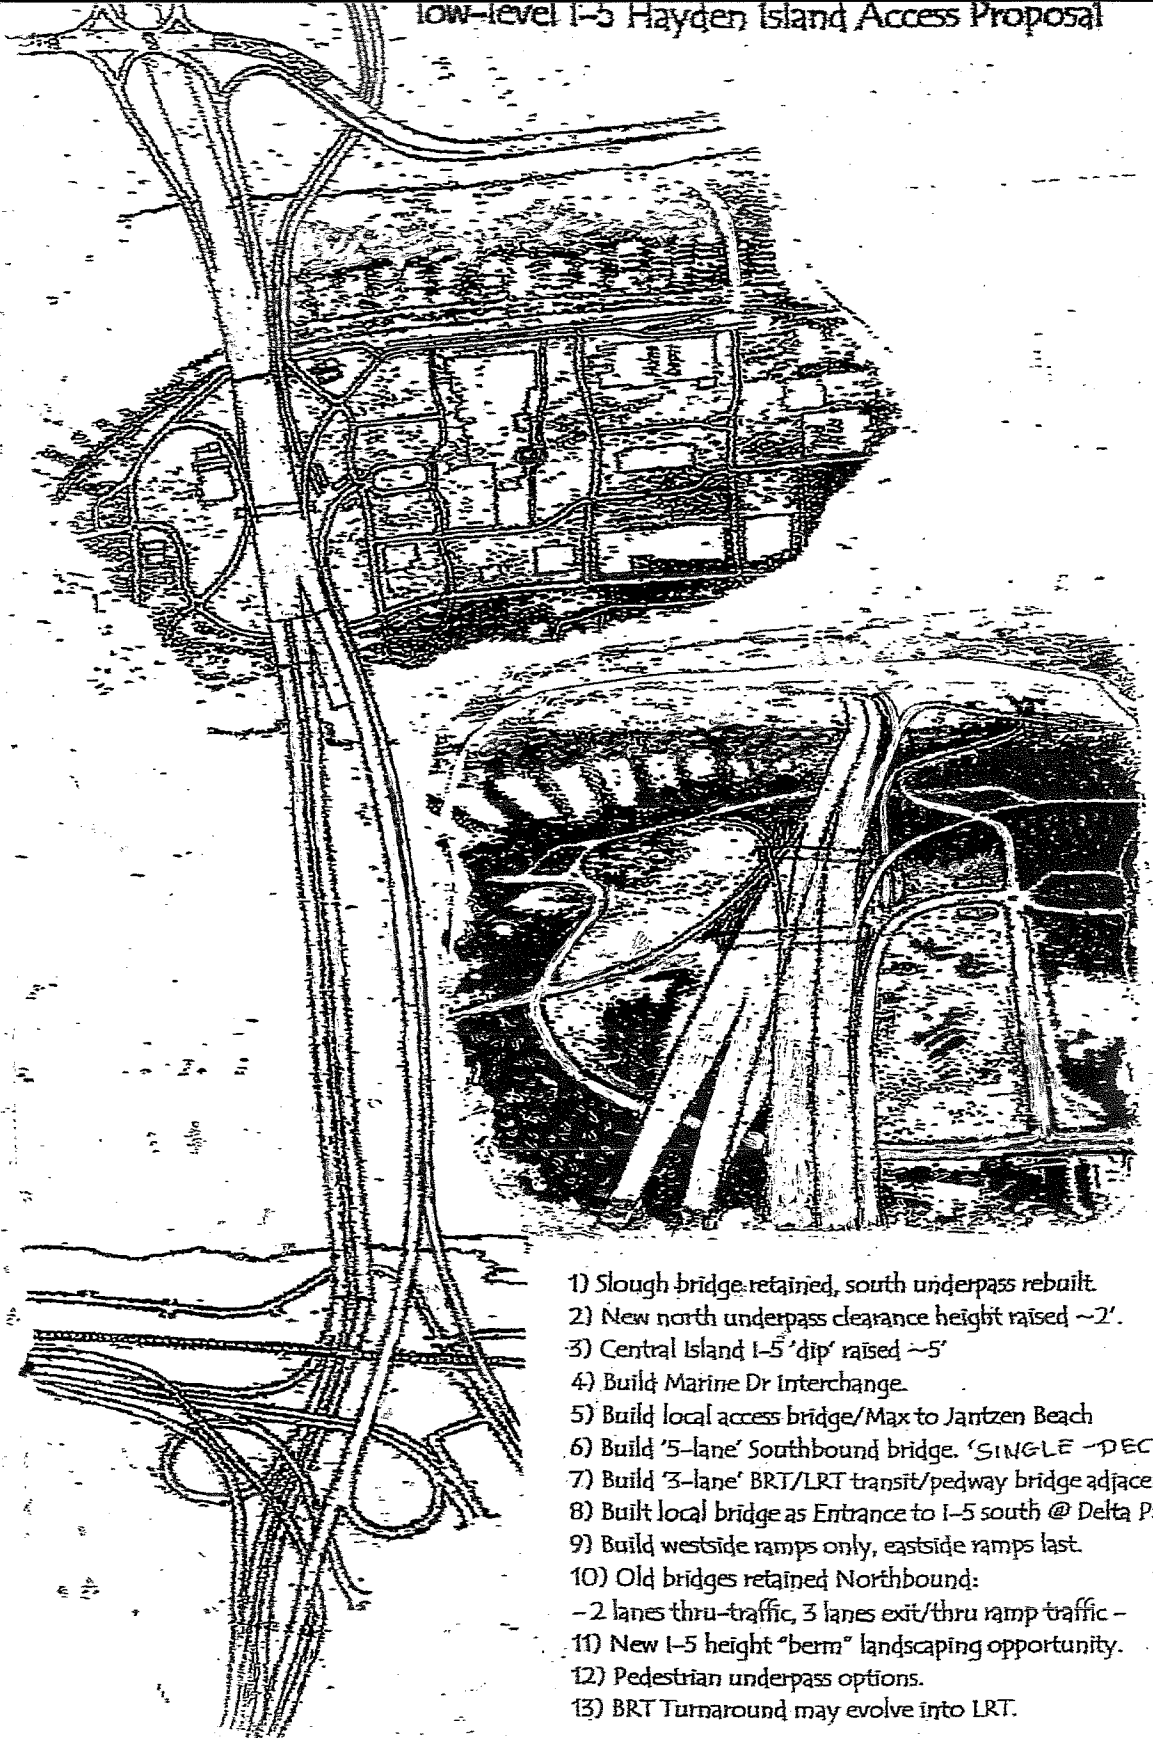 low-level I-5 Hayden Island Access Proposal
1) Slough bridge retained, south underpass rebuilt.
2) New north underpass clearance height raised ~2'.
3) Central Island I-5 'dip' raised ~5'
4) Build Marine Dr Interchange.
5) Build local access bridge/Max to Jantzen Beach
6) Build '5-lane' Southbound bridge. 'SINGLE-DEC
7) Build '3-lane' BRT/LRT transit/pedway bridge adjace
8) Built local bridge as Entrance to I-5 south @ Delta P
9) Build westside ramps only, eastside ramps last.
10) Old bridges retained Northbound:
-2 lanes thru-traffic, 3 lanes exit/thru ramp traffic -
11) New I-5 height "berm" landscaping opportunity.
12) Pedestrian underpass options.
13) BRT Turnaround may evolve into LRT.